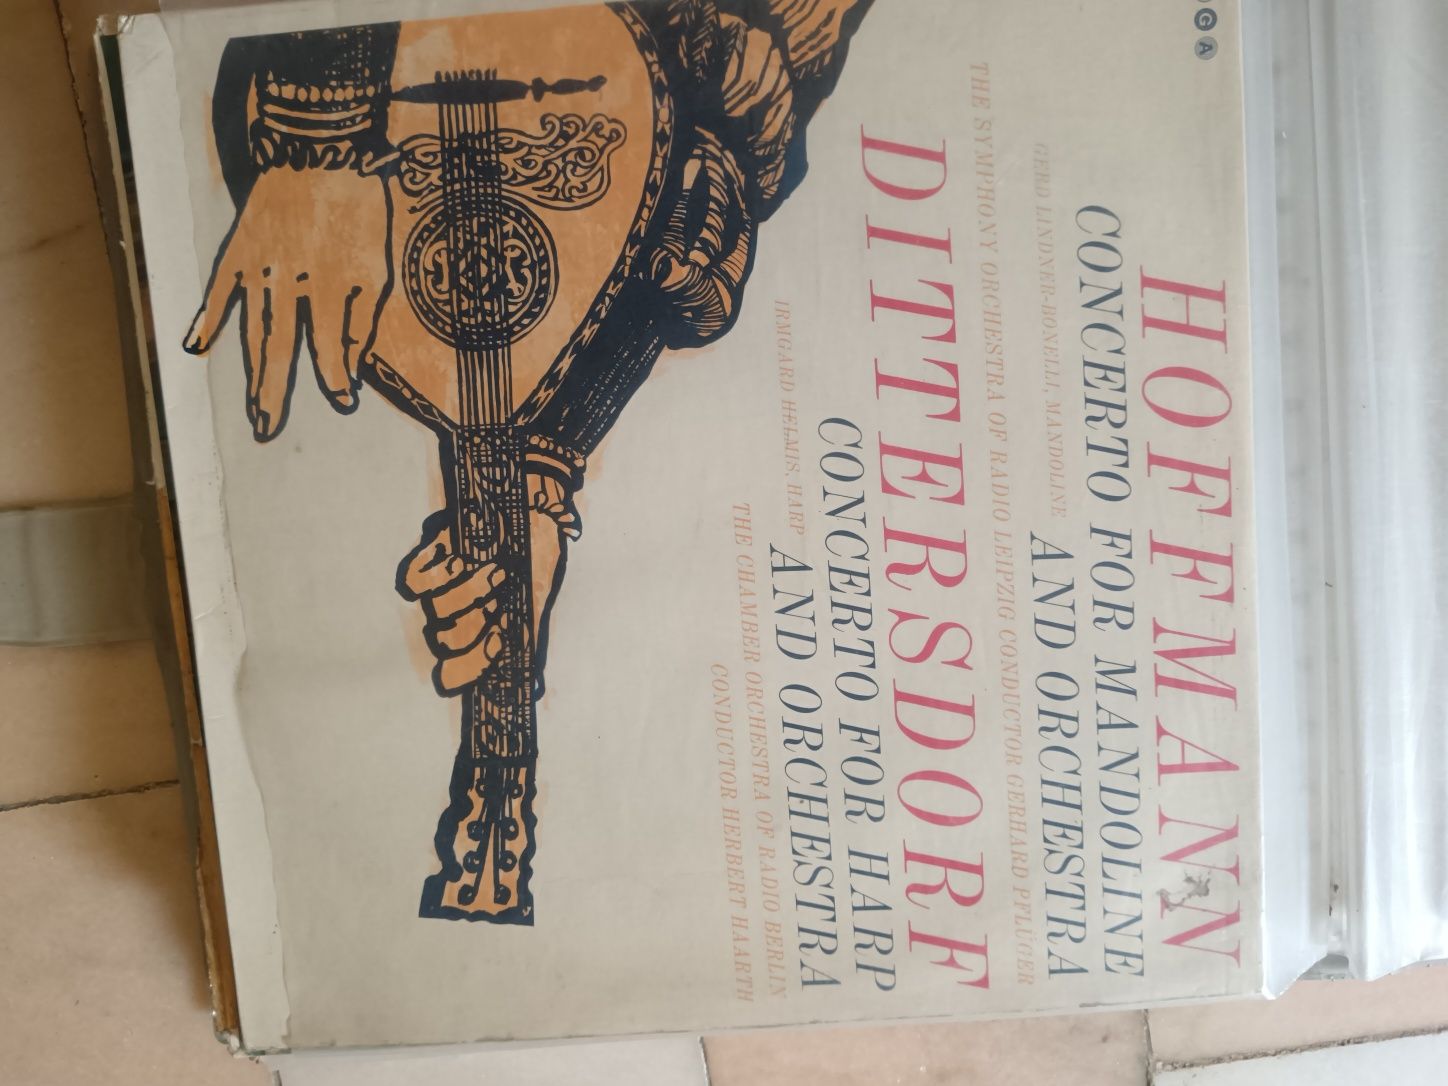 GA
HOFFMANN
CONCERTO FOR MANDOLINE
GERD LINDNER-BONELLI, MANDOLINE AND ORCHESTRA
THE SYMPHONY ORCHESTRA OF RADIO LEIPZIG CONDUCTOR GERHARD PFLÜGER
DITTERSDORF
CONCERTO FOR HARP
IRMGARD HELMIS, HARP AND ORCHESTRA
THE CHAMBER ORCHESTRA OF RADIO BERLIN
CONDUCTOR HERBERT HAARTH